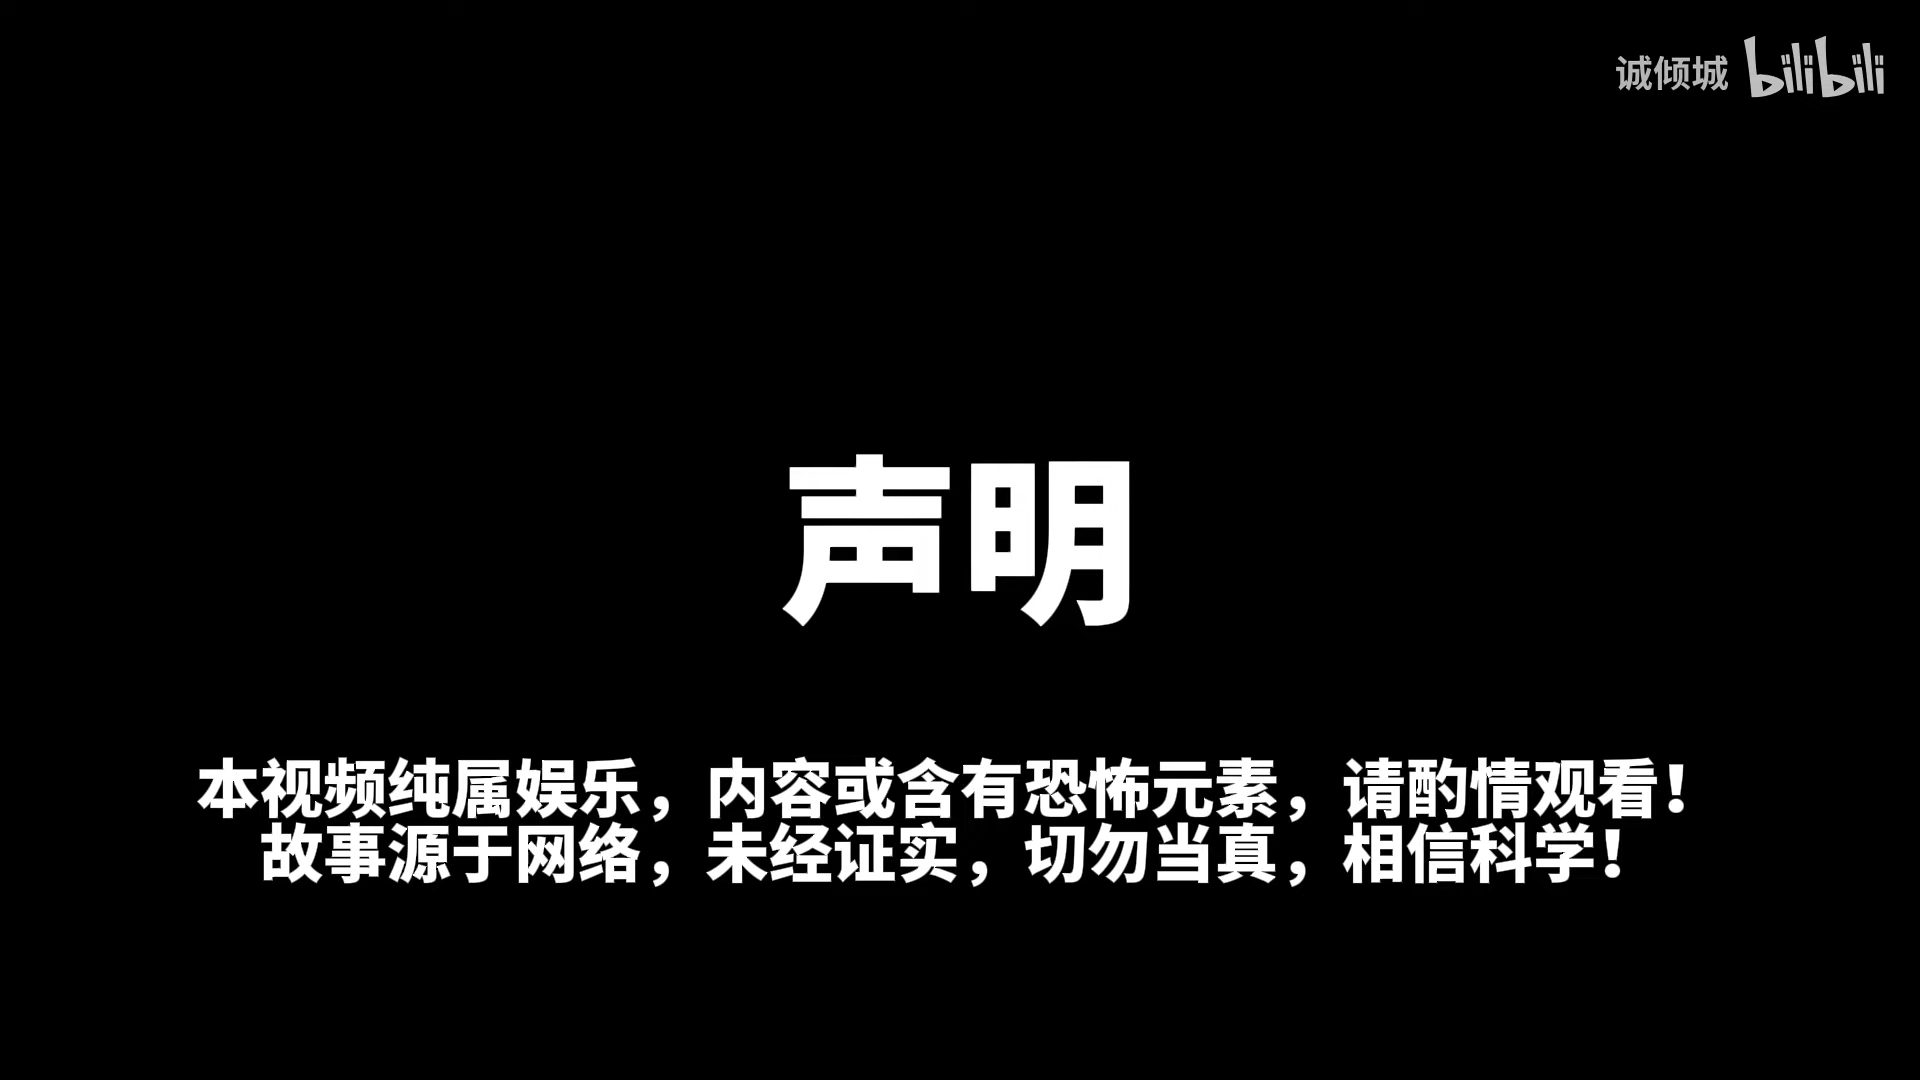 诚倾城 bilibili
声明
本视频纯属娱乐，内容或含有恐怖元素，请酌情观看！
故事源于网络，未经证实，切勿当真，相信科学！